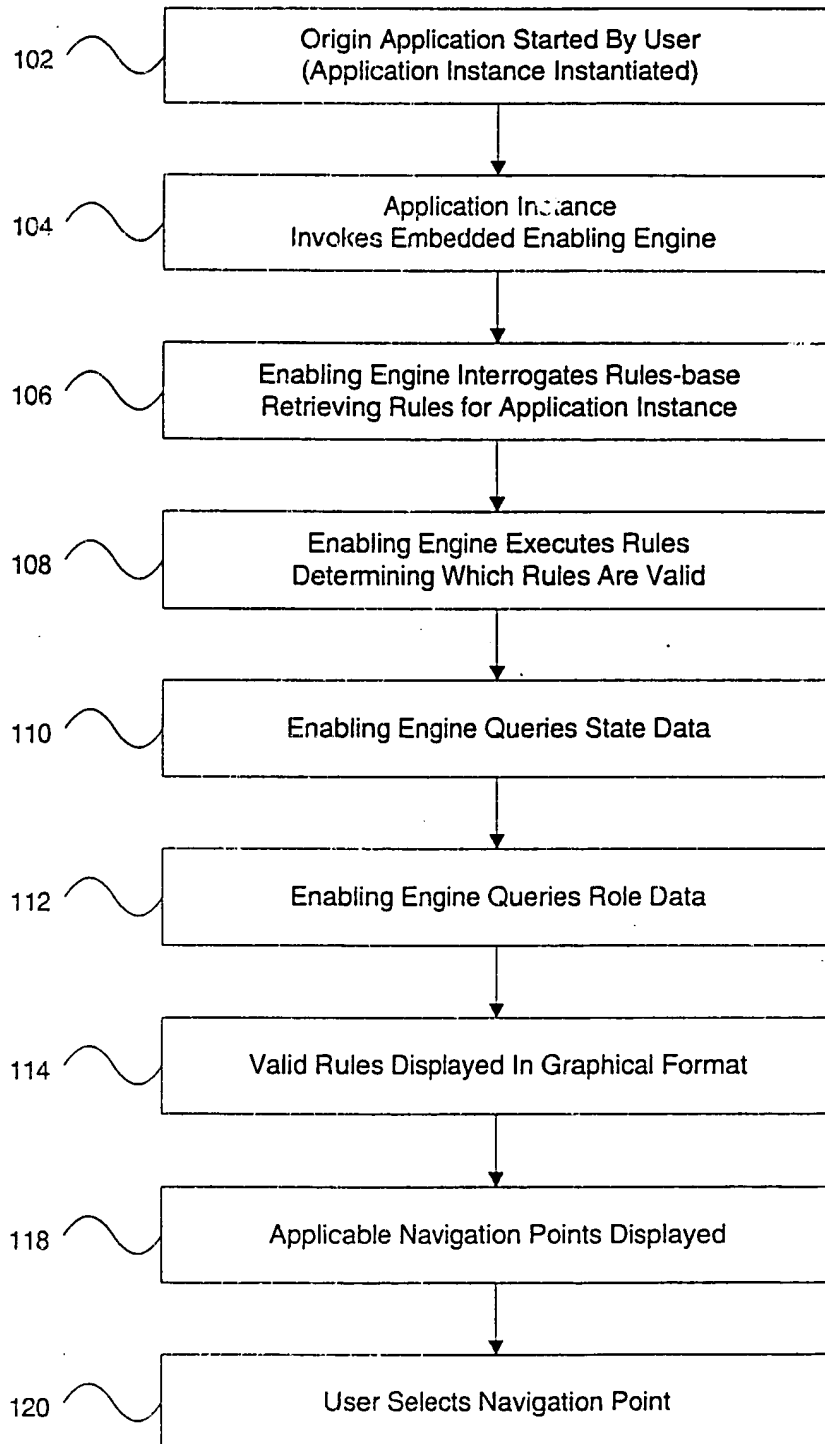 102
Origin Application Started By User
(Application Instance Instantiated)
104
Application Instance
Invokes Embedded Enabling Engine
106
Enabling Engine Interrogates Rules-base
Retrieving Rules for Application Instance
108
Enabling Engine Executes Rules
Determining Which Rules Are Valid
110
Enabling Engine Queries State Data
112
Enabling Engine Queries Role Data
114
Valid Rules Displayed In Graphical Format
118
Applicable Navigation Points Displayed
120
User Selects Navigation Point